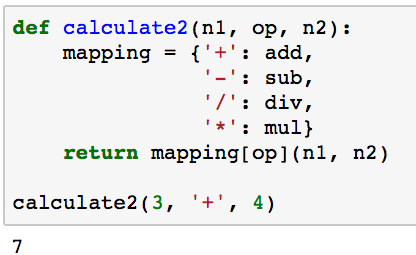 def calculate2(n1, op, n2):
    mapping = {'+': add,
               '-': sub,
               '/': div,
               '*': mul}
    return mapping[op](n1, n2)

calculate2(3, '+', 4)
7